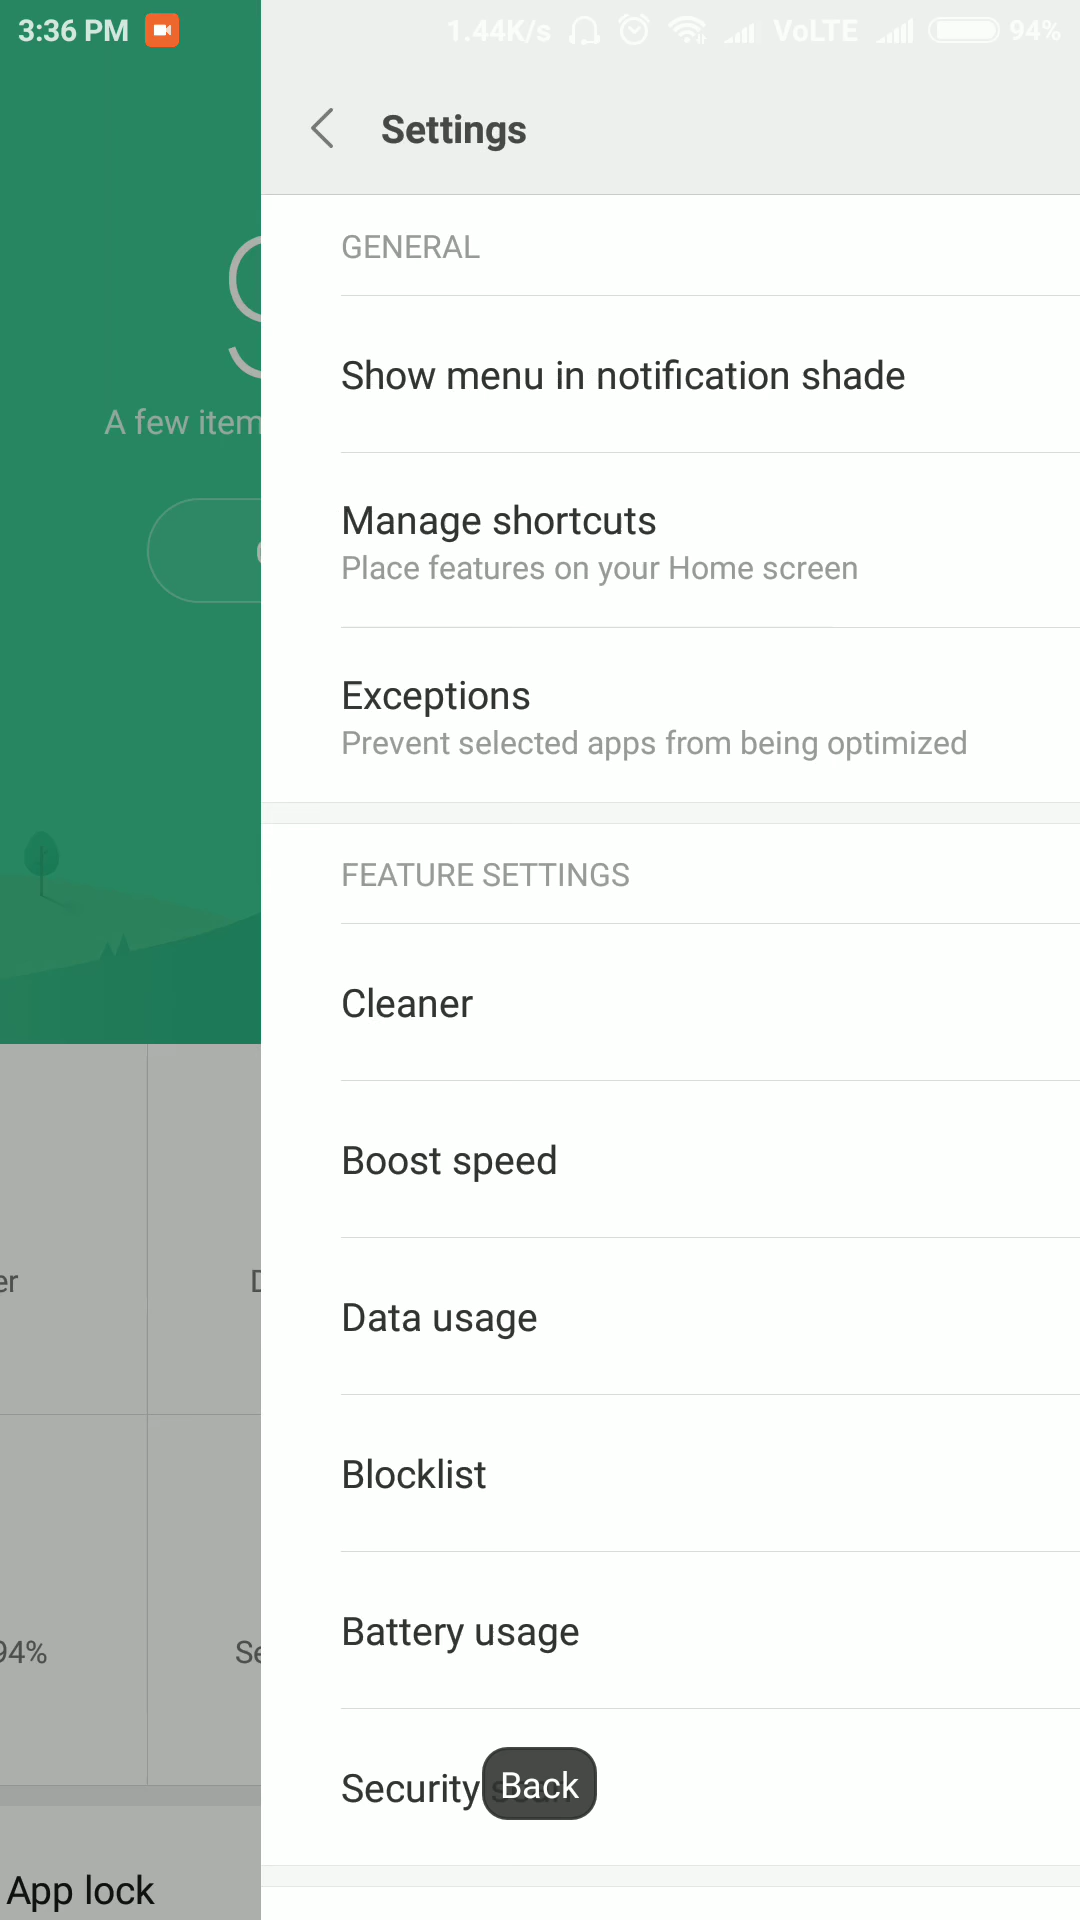 3:36 PM 1.44K/s VoLTE 94%
Settings
GENERAL
Show menu in notification shade
A few item
Manage shortcuts
Place features on your Home screen
Exceptions
Prevent selected apps from being optimized
FEATURE SETTINGS
Cleaner
Boost speed
er
Data usage
Blocklist
Battery usage
94%
Se
Security
Back
App lock